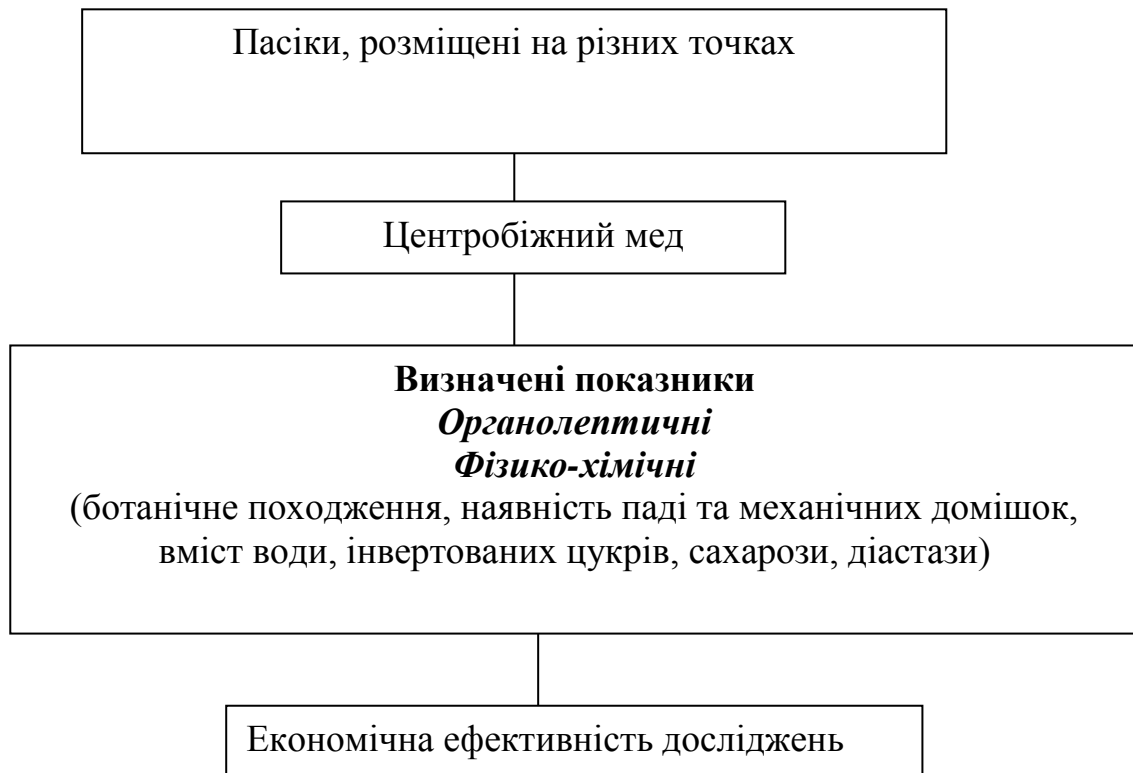 Пасіки, розміщені на різних точках
Центробіжний мед
Визначені показники
Органолептичні
Фізико-хімічні
(ботанічне походження, наявність паді та механічних домішок,
вміст води, інвертованих цукрів, сахарози, діастази)
Економічна ефективність досліджень